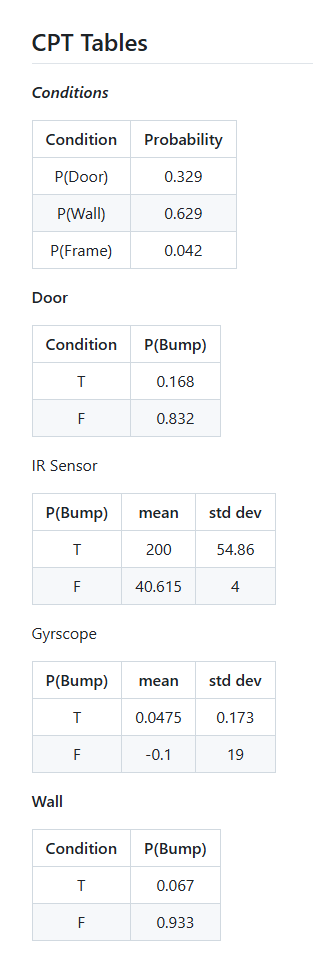 CPT Tables
Conditions
Condition Probability
P(Door) 0.329
P(Wall) 0.629
P(Frame) 0.042
Door
Condition P(Bump)
T 0.168
F 0.832
IR Sensor
P(Bump) mean std dev
T 200 54.86
F 40.615 4
Gyrscope
P(Bump) mean std dev
T 0.0475 0.173
F -0.1 19
Wall
Condition P(Bump)
T 0.067
F 0.933